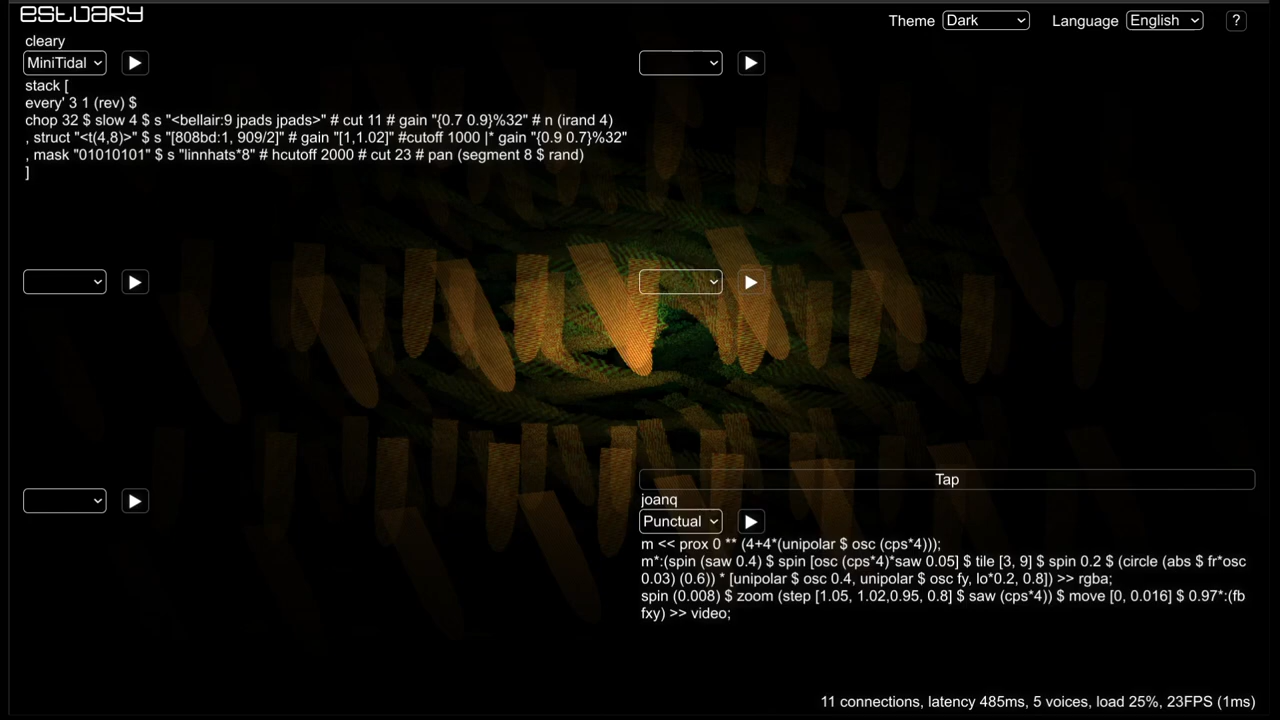 estuary
Theme Dark Language English ?
cleary
MiniTidal
stack [
every' 3 1 (rev) $
chop 32 $ slow 4 $ s "<bellair:9 jpads jpads>" # cut 11 # gain "{0.7 0.9}%32" # n (irand 4)
, struct "<t(4,8)>" $ s "[808bd:1, 909/2]" # gain "[1,1.02]" #cutoff 1000 |* gain "{0.9 0.7}%32"
, mask "01010101" $ s "linnhats*8" # hcutoff 2000 # cut 23 # pan (segment 8 $ rand)
]
Tap
joanq
Punctual
m << prox 0 ** (4+4*(unipolar $ osc (cps*4)));
m*:(spin (saw 0.4) $ spin [osc (cps*4)*saw 0.05] $ tile [3, 9] $ spin 0.2 $ (circle (abs $ fr*osc
0.03) (0.6)) * [unipolar $ osc 0.4, unipolar $ osc fy, lo*0.2, 0.8]) >> rgba;
spin (0.008) $ zoom (step [1.05, 1.02,0.95, 0.8] $ saw (cps*4)) $ move [0, 0.016] $ 0.97*:(fb
fxy) >> video;
11 connections, latency 485ms, 5 voices, load 25%, 23FPS (1ms)